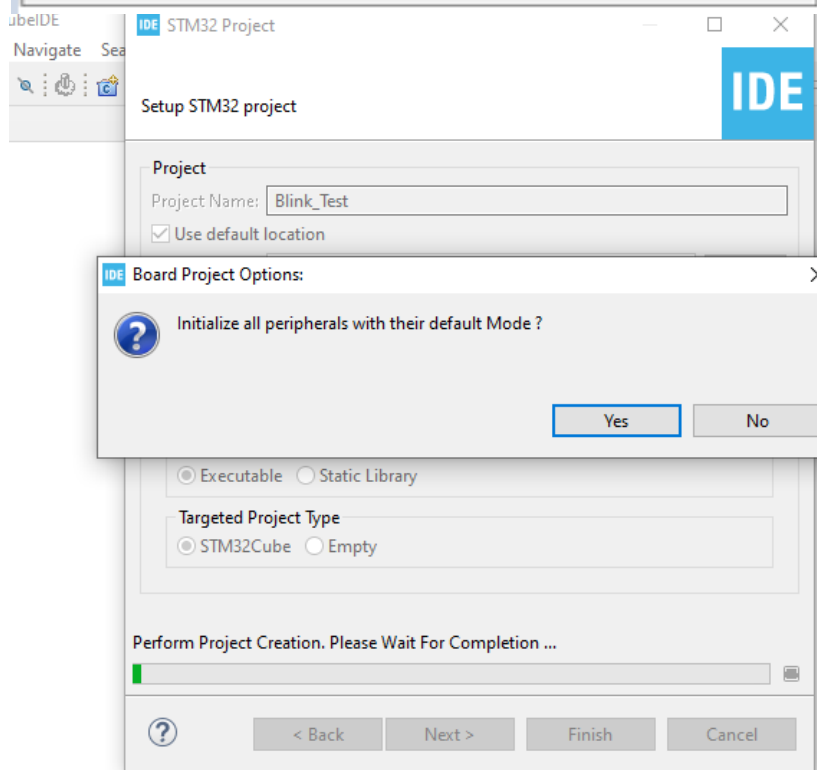 IDE STM32 Project
Navigate
IDE
Setup STM32 project
Project
Project Name: Blink_Test
Use default location
IDE Board Project Options:
Initialize all peripherals with their default Mode ?
Yes No
Executable Static Library
Targeted Project Type
STM32Cube Empty
Perform Project Creation. Please Wait For Completion ...
< Back Next > Finish Cancel